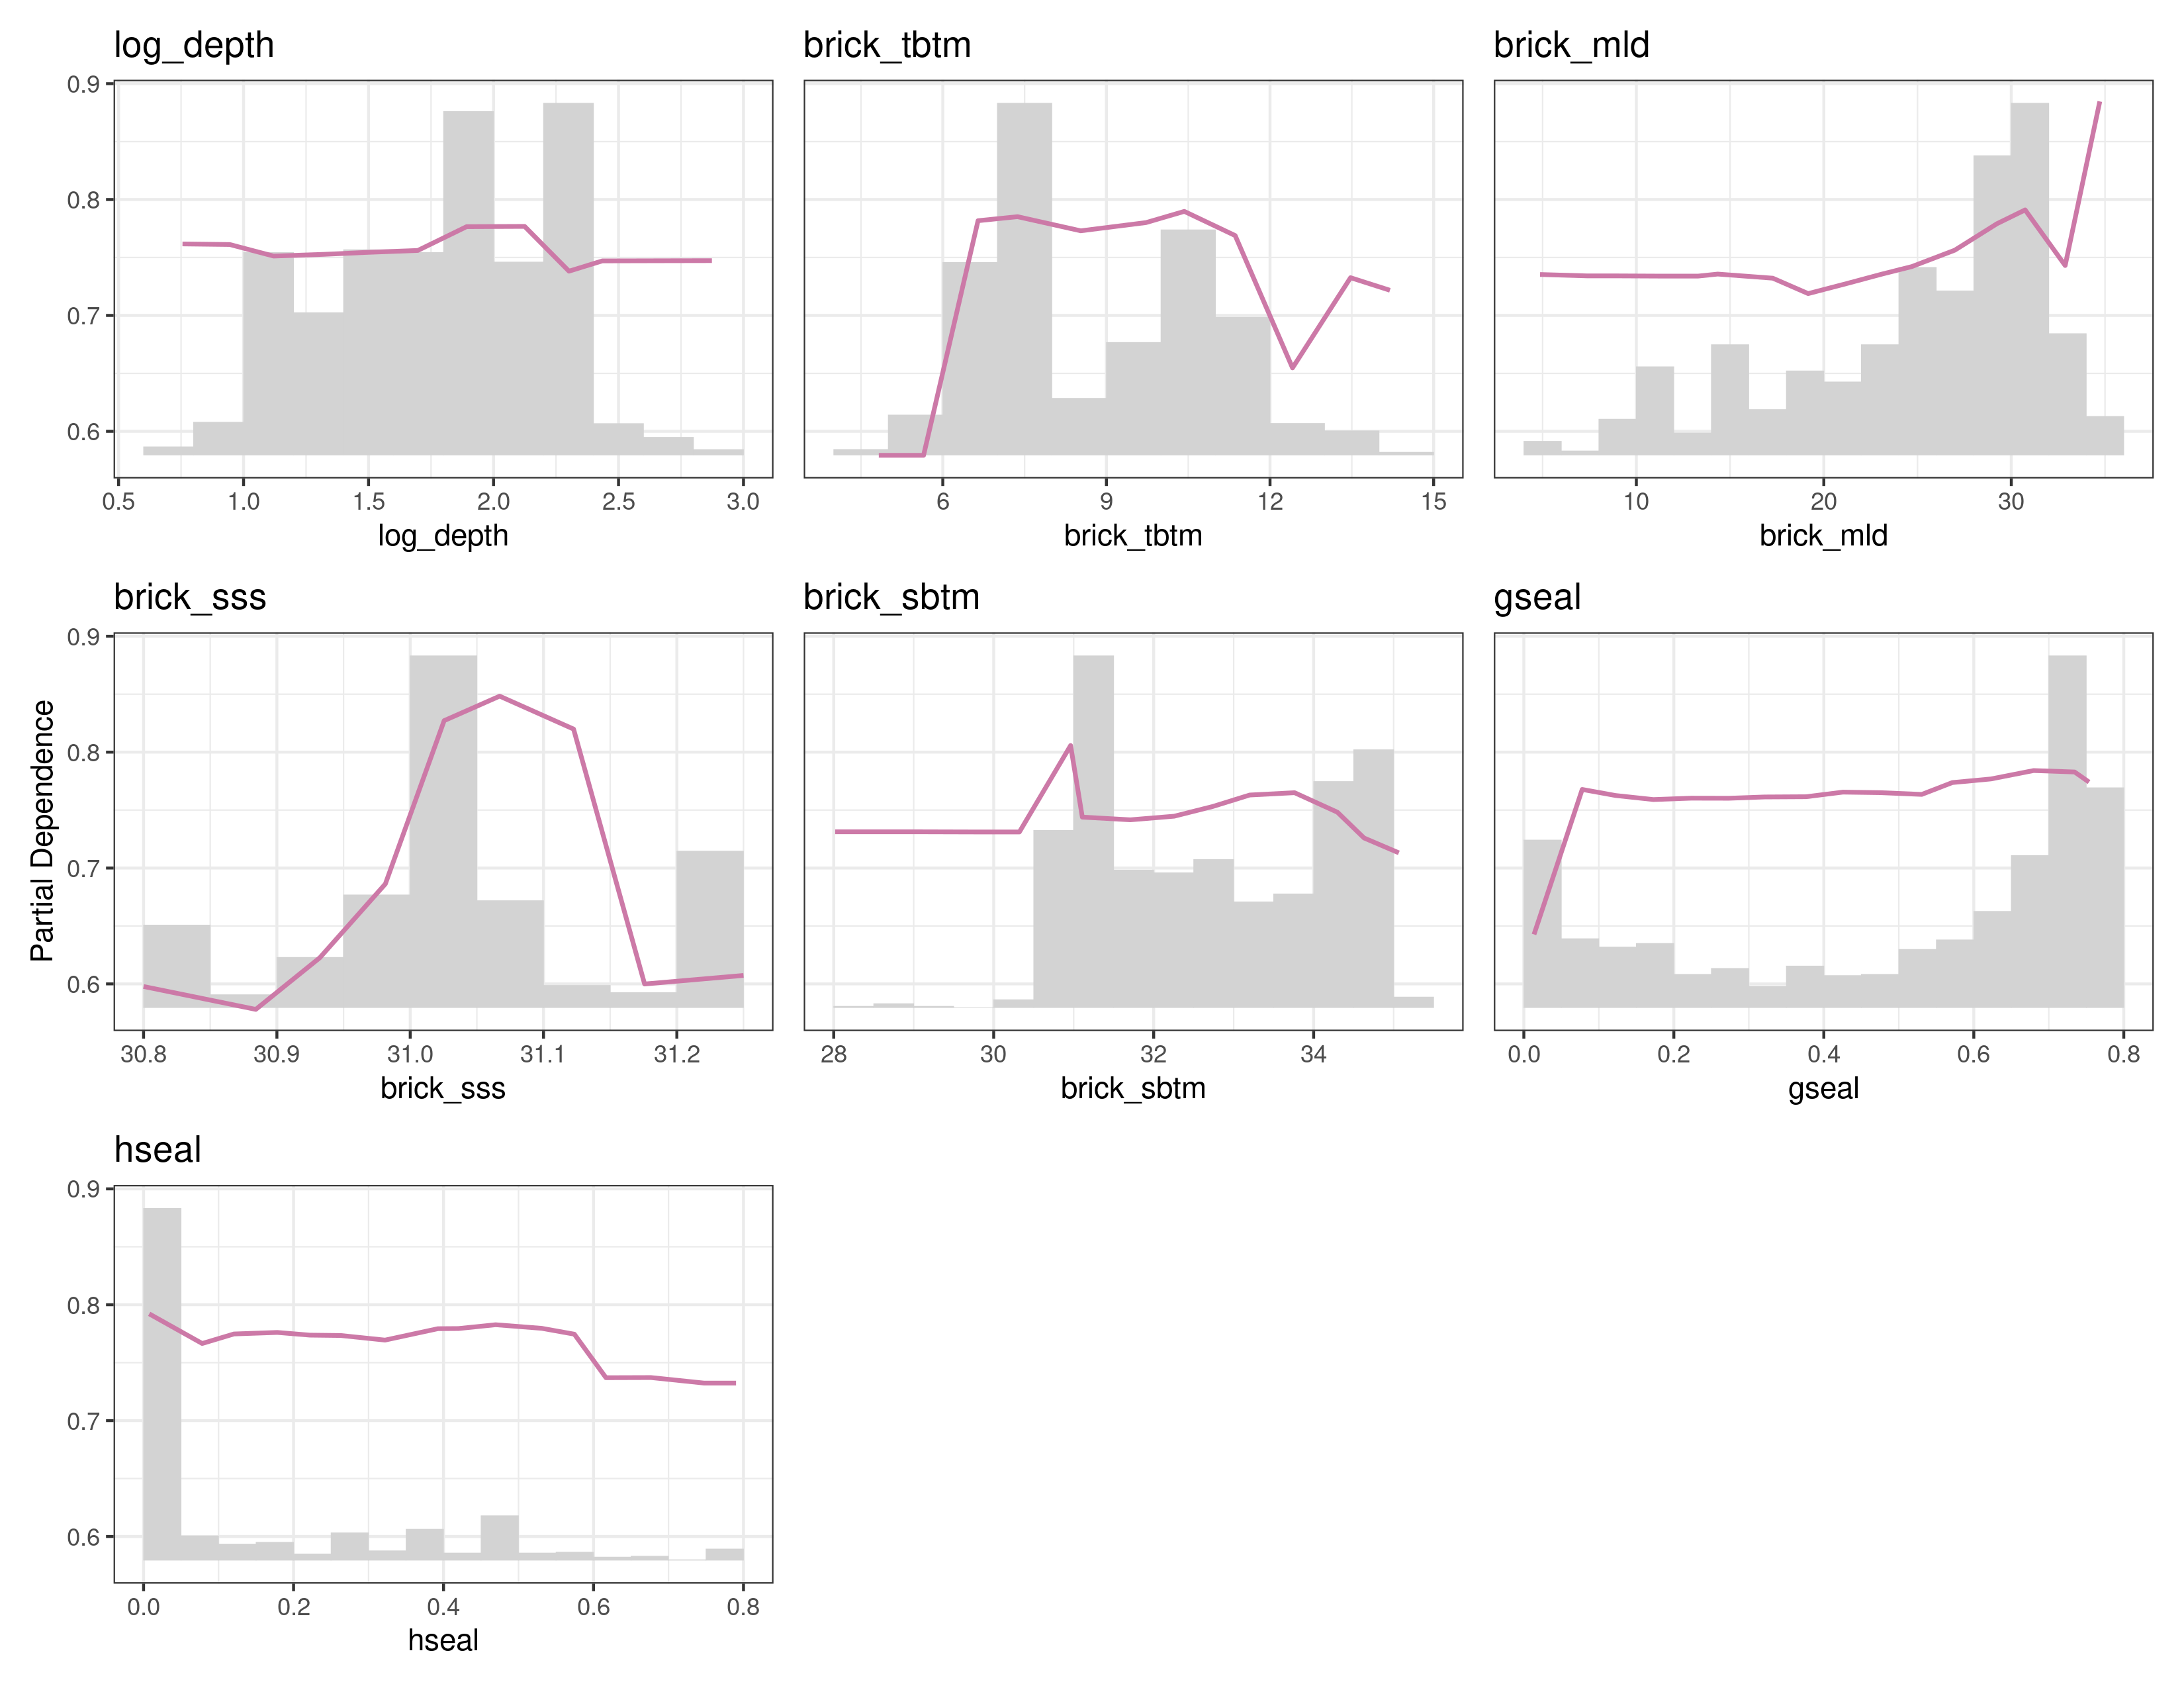 log_depth brick_tbtm brick_mld
0.9
0.8
0.7
0.6
0.5 1.0 1.5 2.0 2.5 3.0 6 9 12 15 10 20 30
log_depth brick_tbtm brick_mld
brick_sss brick_sbtm gseal
Partial Dependence
0.9
0.8
0.7
0.6
30.8 30.9 31.0 31.1 31.2 28 30 32 34 0.0 0.2 0.4 0.6 0.8
brick_sss brick_sbtm gseal
hseal
0.9
0.8
0.7
0.6
0.0 0.2 0.4 0.6 0.8
hseal